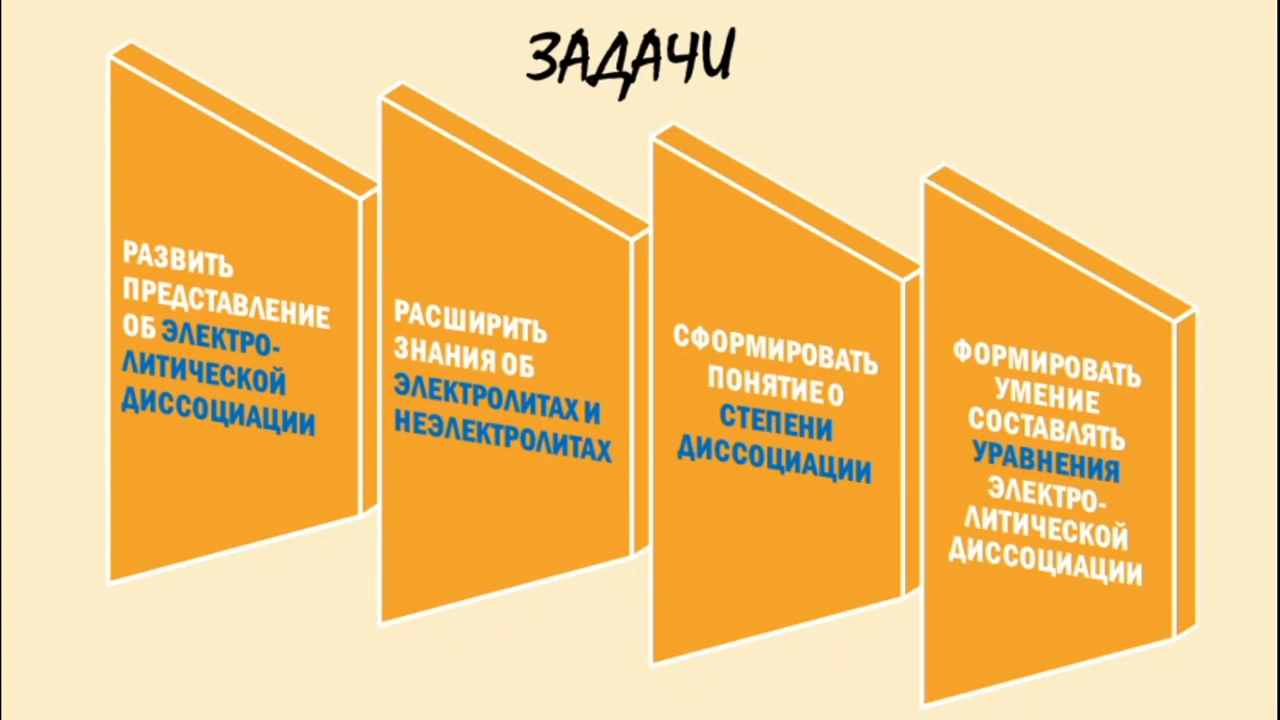 ЗАДАЧИ
РАЗВИТЬ
ПРЕДСТАВЛЕНИЕ
ОБ ЭЛЕКТРО-
ЛИТИЧЕСКОЙ
ДИССОЦИАЦИИ
РАСШИРИТЬ
ЗНАНИЯ ОБ
ЭЛЕКТРОЛИТАХ И
НЕЭЛЕКТРОЛИТАХ
СФОРМИРОВАТЬ
ПОНЯТИЕ О
СТЕПЕНИ
ДИССОЦИАЦИИ
ФОРМИРОВАТЬ
УМЕНИЕ
СОСТАВЛЯТЬ
УРАВНЕНИЯ
ЭЛЕКТРО-
ЛИТИЧЕСКОЙ
ДИССОЦИАЦИИ